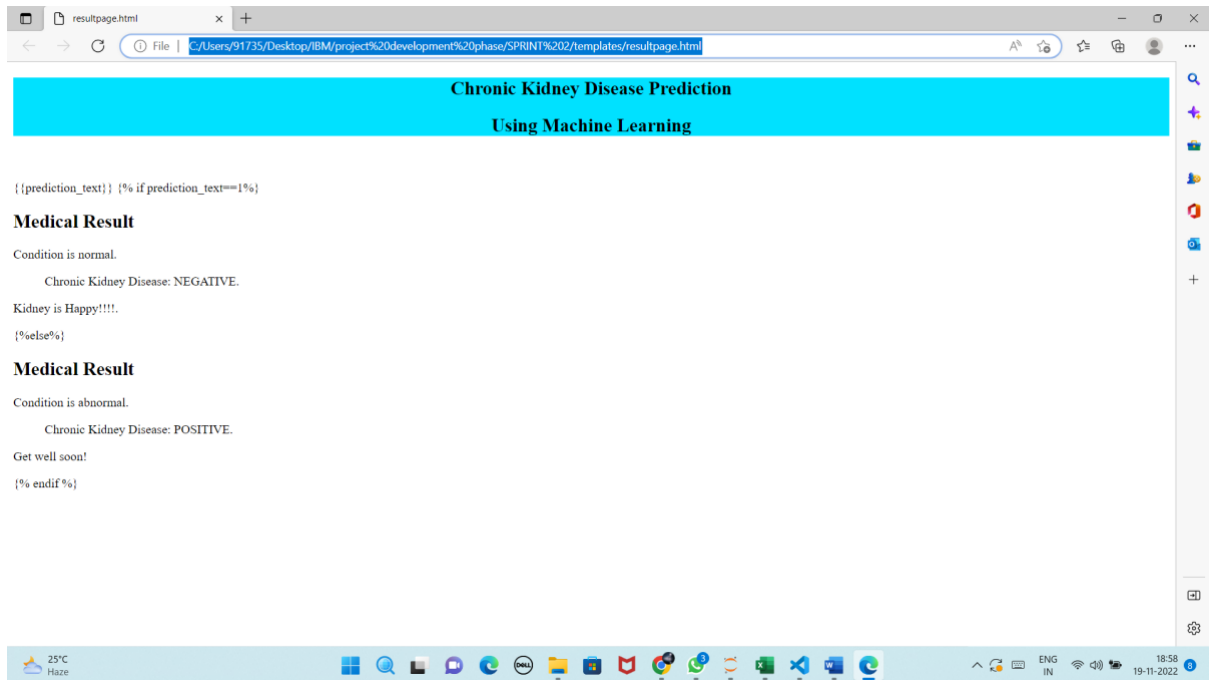 resultpage.html
File
C:/Users/91735/Desktop/IBM/project%20development%20phase/SPRINT%202/templates/resultpage.html
Chronic Kidney Disease Prediction
Using Machine Learning
{{prediction_text}} {% if prediction_text==1%}
Medical Result
Condition is normal.
Chronic Kidney Disease: NEGATIVE.
Kidney is Happy!!!!.
{%else%}
Medical Result
Condition is abnormal.
Chronic Kidney Disease: POSITIVE.
Get well soon!
{% endif %}
25°C
Haze
DELL
3
ENG
IN
18:58
19-11-2022
8